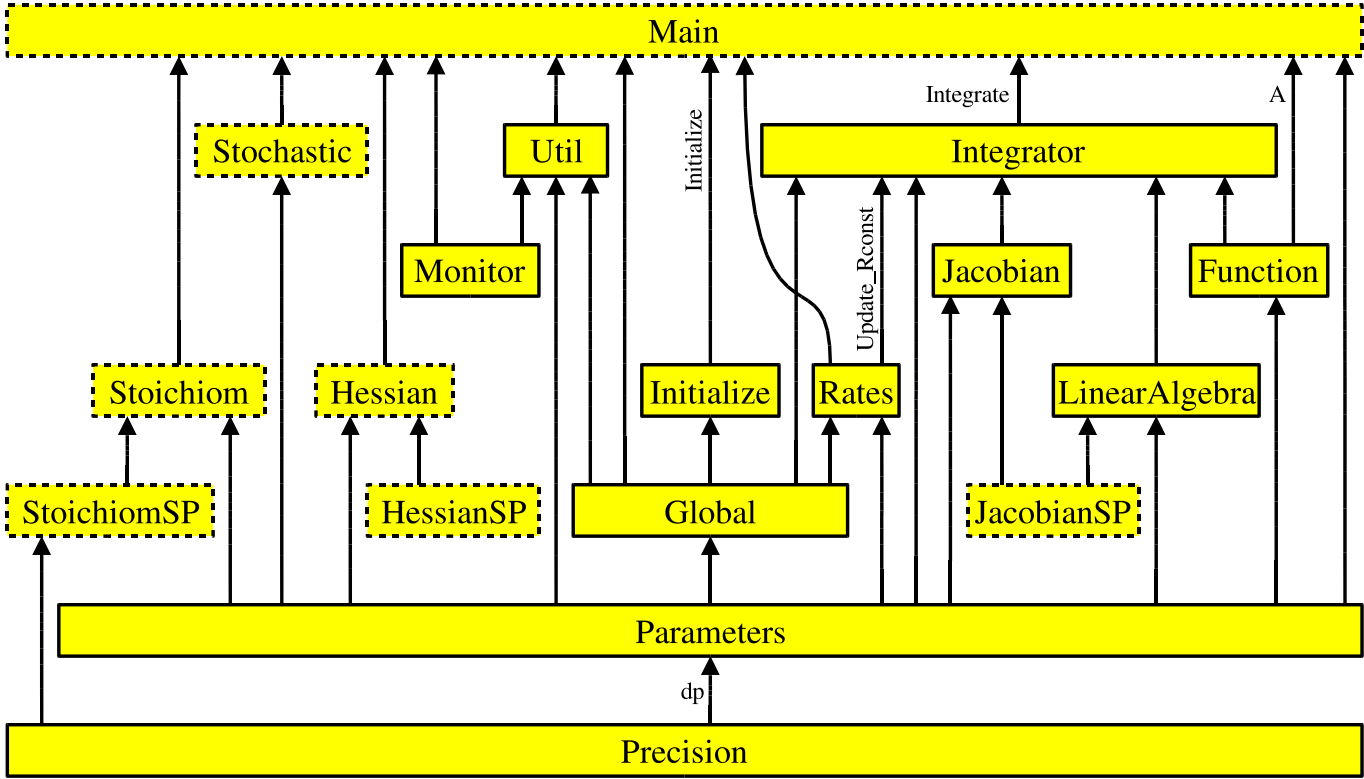 Main
Integrate
A
Initialize
Stochastic
Util
Integrator
Update_Rconst
Monitor
Jacobian
Function
Stoichiom
Hessian
Initialize
Rates
LinearAlgebra
StoichiomSP
HessianSP
Global
JacobianSP
Parameters
dp
Precision